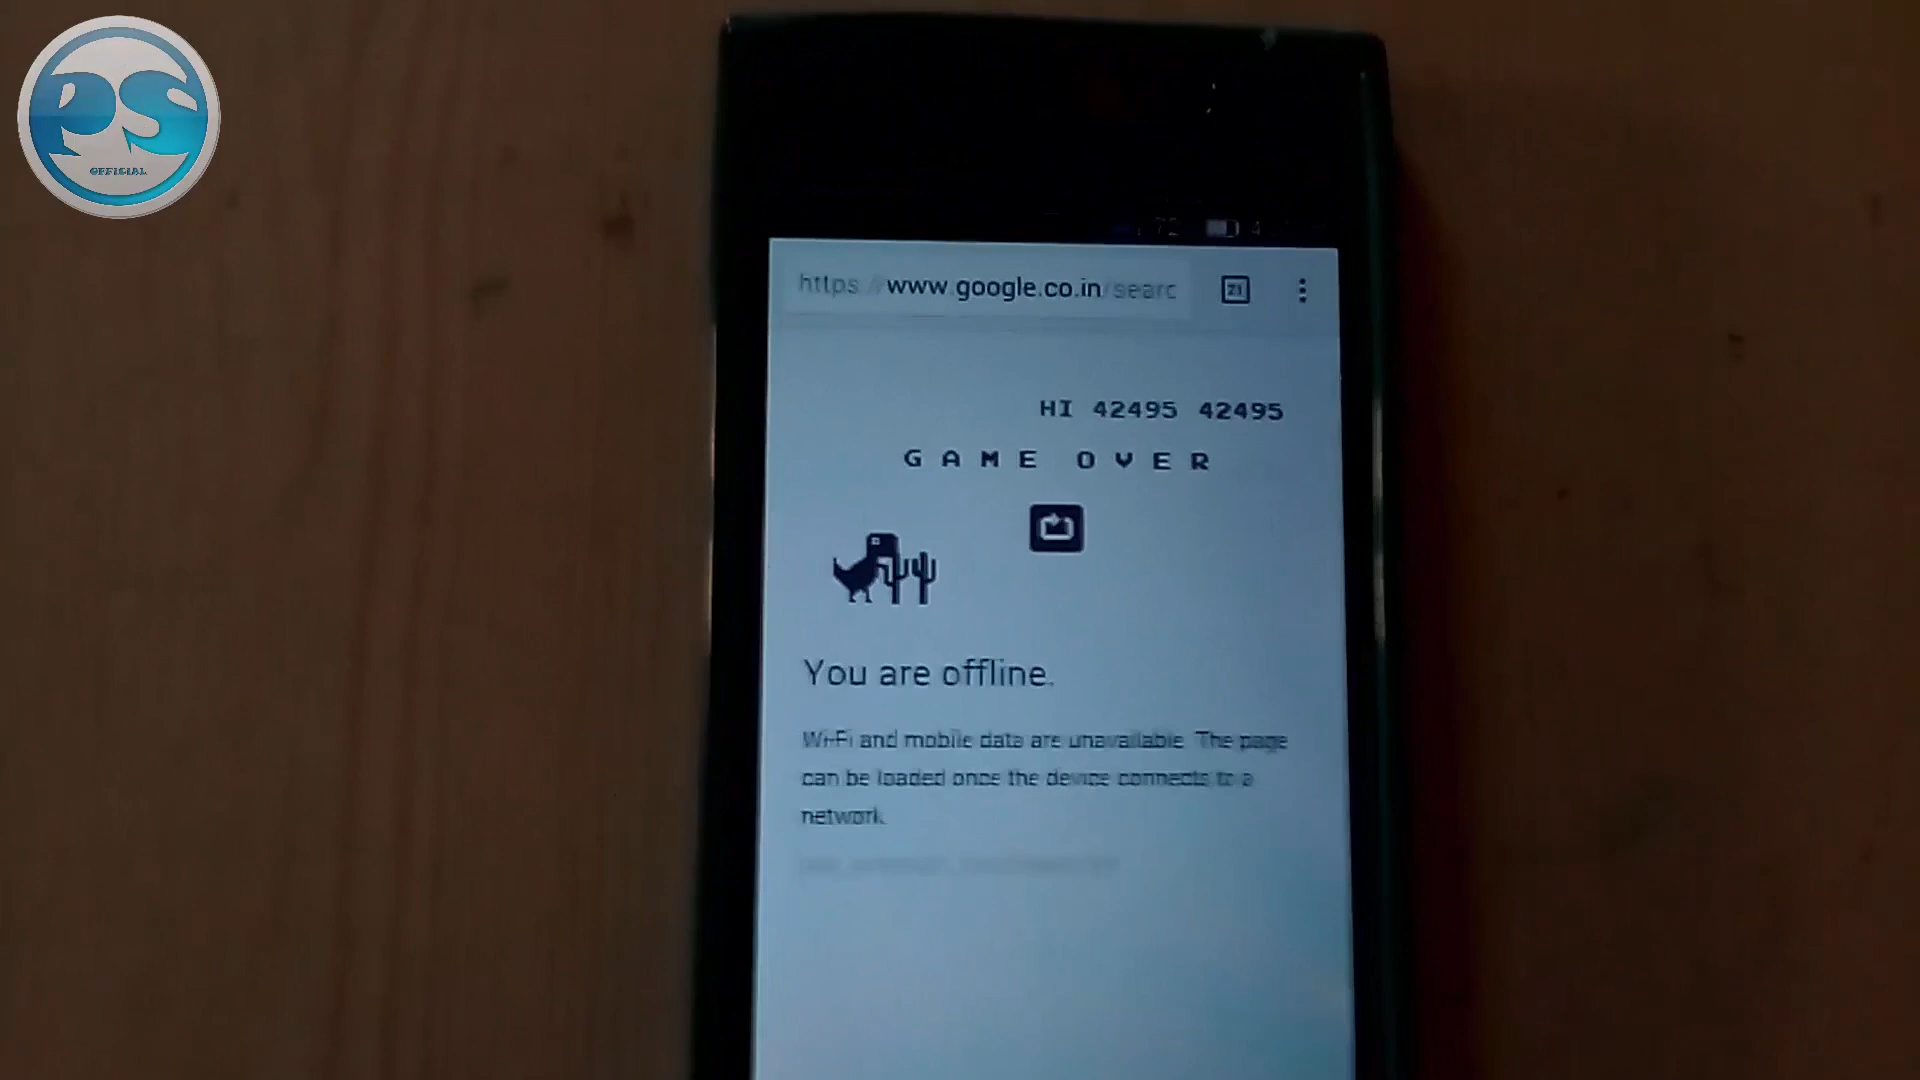 PS
OFFICIAL
https://www.google.co.in/searc
21
HI 42495 42495
GAME OVER
You are offline.
Wi-Fi and mobile data are unavailable. The page
can be loaded once the device connects to a
network.